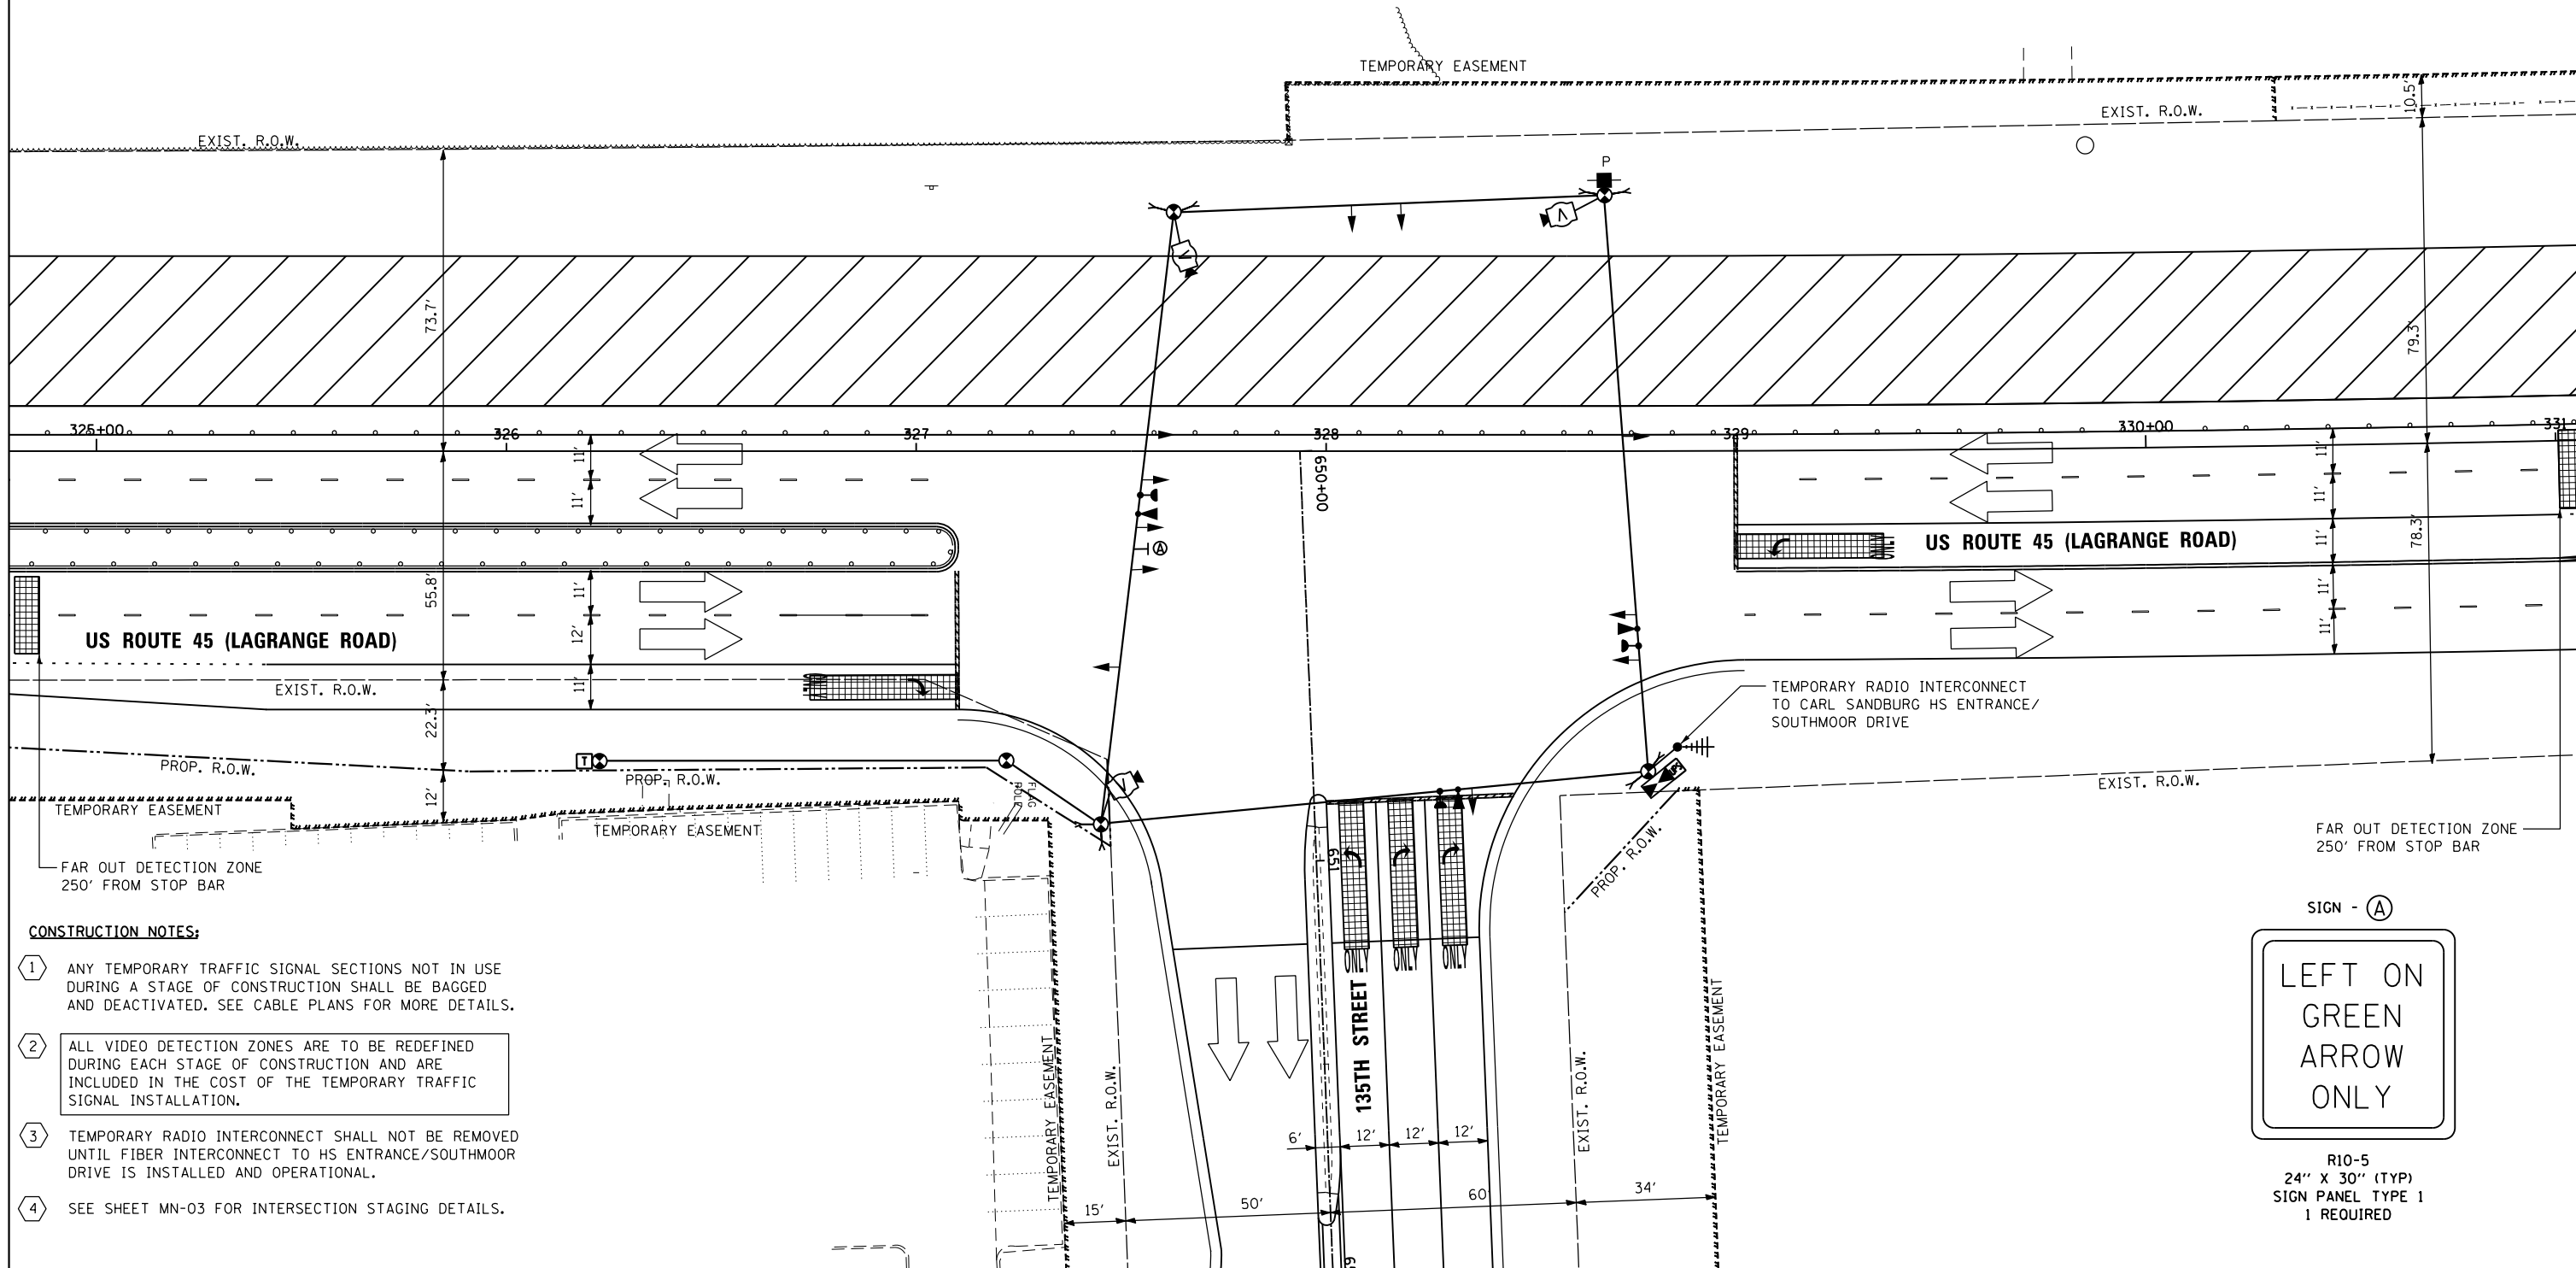 TEMPORARY EASEMENT
EXIST. R.O.W.
EXIST. R.O.W.
10.5'
P
73.7'
79.3'
325+00
326
327
328
329
330+00
331
11'
11'
11'
11'
11'
11'
11'
650+00
A
US ROUTE 45 (LAGRANGE ROAD)
78.3'
55.8'
11'
12'
11'
US ROUTE 45 (LAGRANGE ROAD)
EXIST. R.O.W.
22.3'
12'
TEMPORARY RADIO INTERCONNECT
TO CARL SANDBURG HS ENTRANCE/
SOUTHMOOR DRIVE
PROP. R.O.W.
T
PROP. R.O.W.
FLAG
POLE
EXIST. R.O.W.
TEMPORARY EASEMENT
TEMPORARY EASEMENT
PROP. R.O.W.
651
FAR OUT DETECTION ZONE
250' FROM STOP BAR
FAR OUT DETECTION ZONE
250' FROM STOP BAR
ONLY
ONLY
ONLY
135TH STREET
TEMPORARY EASEMENT
EXIST. R.O.W.
EXIST. R.O.W.
TEMPORARY EASEMENT
6'
12'
12'
12'
15'
50'
60'
34'
CONSTRUCTION NOTES:
1 ANY TEMPORARY TRAFFIC SIGNAL SECTIONS NOT IN USE
DURING A STAGE OF CONSTRUCTION SHALL BE BAGGED
AND DEACTIVATED. SEE CABLE PLANS FOR MORE DETAILS.
2 ALL VIDEO DETECTION ZONES ARE TO BE REDEFINED
DURING EACH STAGE OF CONSTRUCTION AND ARE
INCLUDED IN THE COST OF THE TEMPORARY TRAFFIC
SIGNAL INSTALLATION.
3 TEMPORARY RADIO INTERCONNECT SHALL NOT BE REMOVED
UNTIL FIBER INTERCONNECT TO HS ENTRANCE/SOUTHMOOR
DRIVE IS INSTALLED AND OPERATIONAL.
4 SEE SHEET MN-03 FOR INTERSECTION STAGING DETAILS.
SIGN - A
LEFT ON
GREEN
ARROW
ONLY
R10-5
24'' X 30'' (TYP)
SIGN PANEL TYPE 1
1 REQUIRED